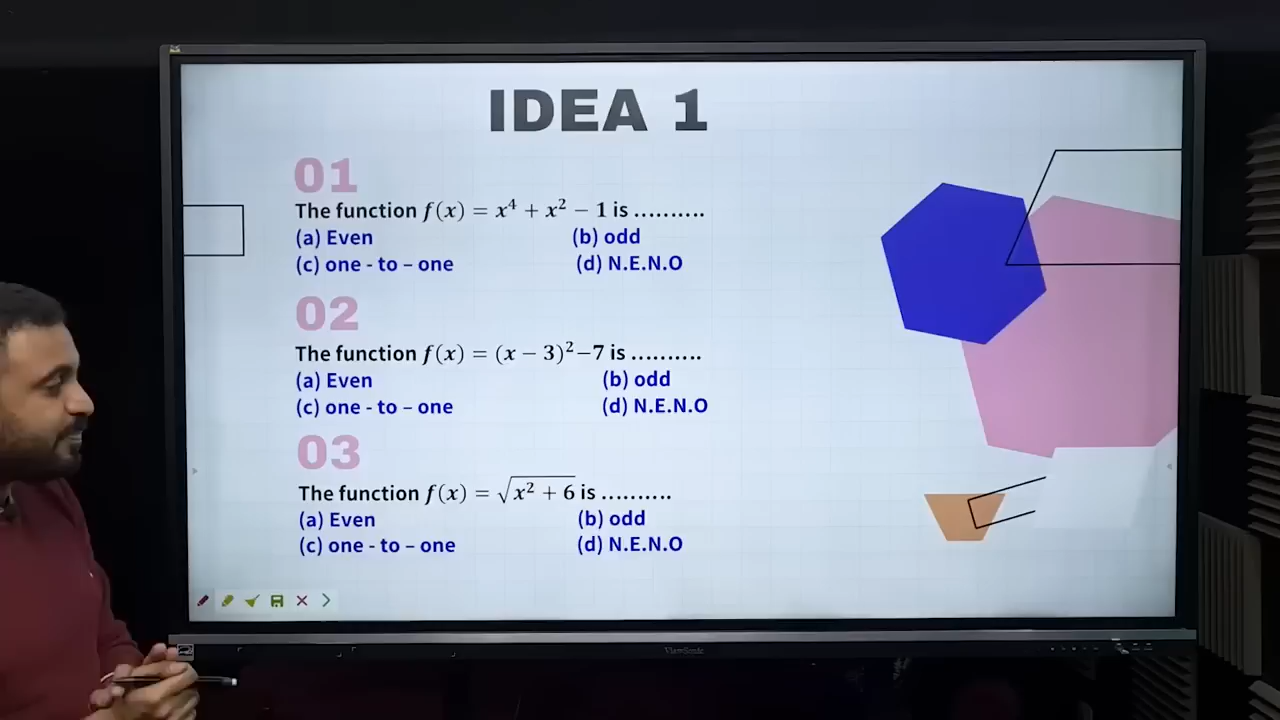 IDEA 1
01
The function f(x) = x⁴ + x² − 1 is ..........
(a) Even (b) odd
(c) one - to – one (d) N.E.N.O
02
The function f(x) = (x − 3)²−7 is ..........
(a) Even (b) odd
(c) one - to – one (d) N.E.N.O
03
The function f(x) = √(x² + 6) is ..........
(a) Even (b) odd
(c) one - to – one (d) N.E.N.O
ViewSonic